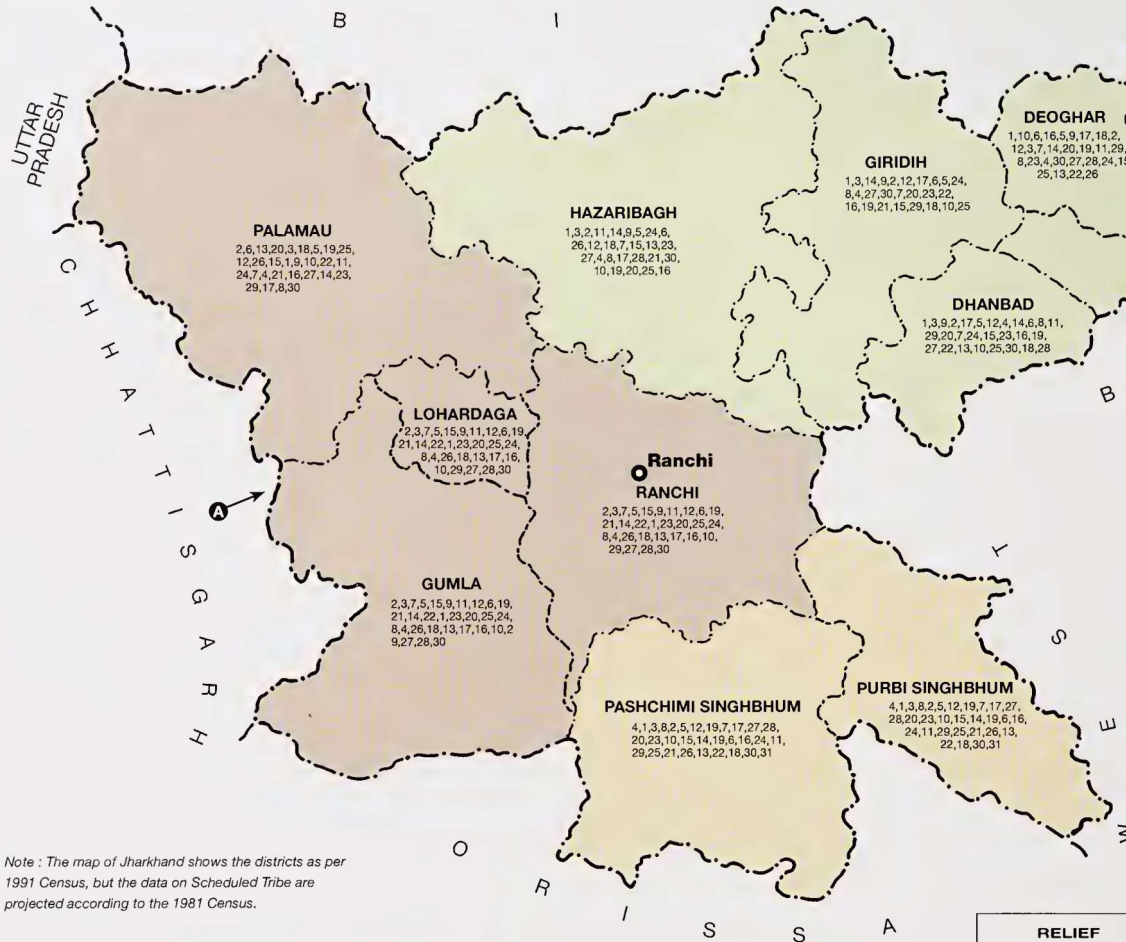 B I
UTTAR
PRADESH
DEOGHAR
1,10,6,16,5,9,17,18,2,
12,3,7,14,20,19,11,29,
8,23,4,30,27,28,24,15
25,13,22,26
GIRIDIH
1,3,14,9,2,12,17,6,5,24,
8,4,27,30,7,20,23,22,
16,19,21,15,29,18,10,25
HAZARIBAGH
1,3,2,11,14,9,5,24,6,
26,12,18,7,15,13,23,
27,4,8,17,28,21,30,
10,19,20,25,16
PALAMAU
2,6,13,20,3,18,5,19,25,
12,26,15,1,9,10,22,11,
24,7,4,21,16,27,14,23,
29,17,8,30
DHANBAD
1,3,9,2,17,5,12,4,14,6,8,11,
29,20,7,24,15,23,16,19,
27,22,13,10,25,30,18,28
CHHATTISGARH
LOHARDAGA
2,3,7,5,15,9,11,12,6,19,
21,14,22,1,23,20,25,24,
8,4,26,18,13,17,16,
10,29,27,28,30
B
Ranchi
RANCHI
2,3,7,5,15,9,11,12,6,19,
21,14,22,1,23,20,25,24,
8,4,26,18,13,17,16,10,
29,27,28,30
A
GUMLA
2,3,7,5,15,9,11,12,6,19,
21,14,22,1,23,20,25,24,
8,4,26,18,13,17,16,10,2
9,27,28,30
T S E W
PASHCHIMI SINGHBHUM
4,1,3,8,2,5,12,19,7,17,27,28,
20,23,10,15,14,19,6,16,24,11,
29,25,21,26,13,22,18,30,31
PURBI SINGHBHUM
4,1,3,8,2,5,12,19,7,17,27,
28,20,23,10,15,14,19,6,16,
24,11,29,25,21,26,13,
22,18,30,31
ORISSA
Note : The map of Jharkhand shows the districts as per
1991 Census, but the data on Scheduled Tribe are
projected according to the 1981 Census.
RELIEF